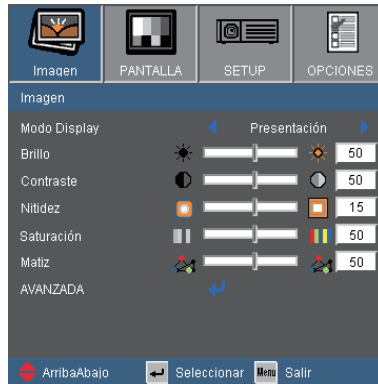 Imagen PANTALLA SETUP OPCIONES
Imagen
Modo Display Presentación
Brillo 50
Contraste 50
Nitidez 15
Saturación 50
Matiz 50
AVANZADA
ArribaAbajo Seleccionar Menu Salir